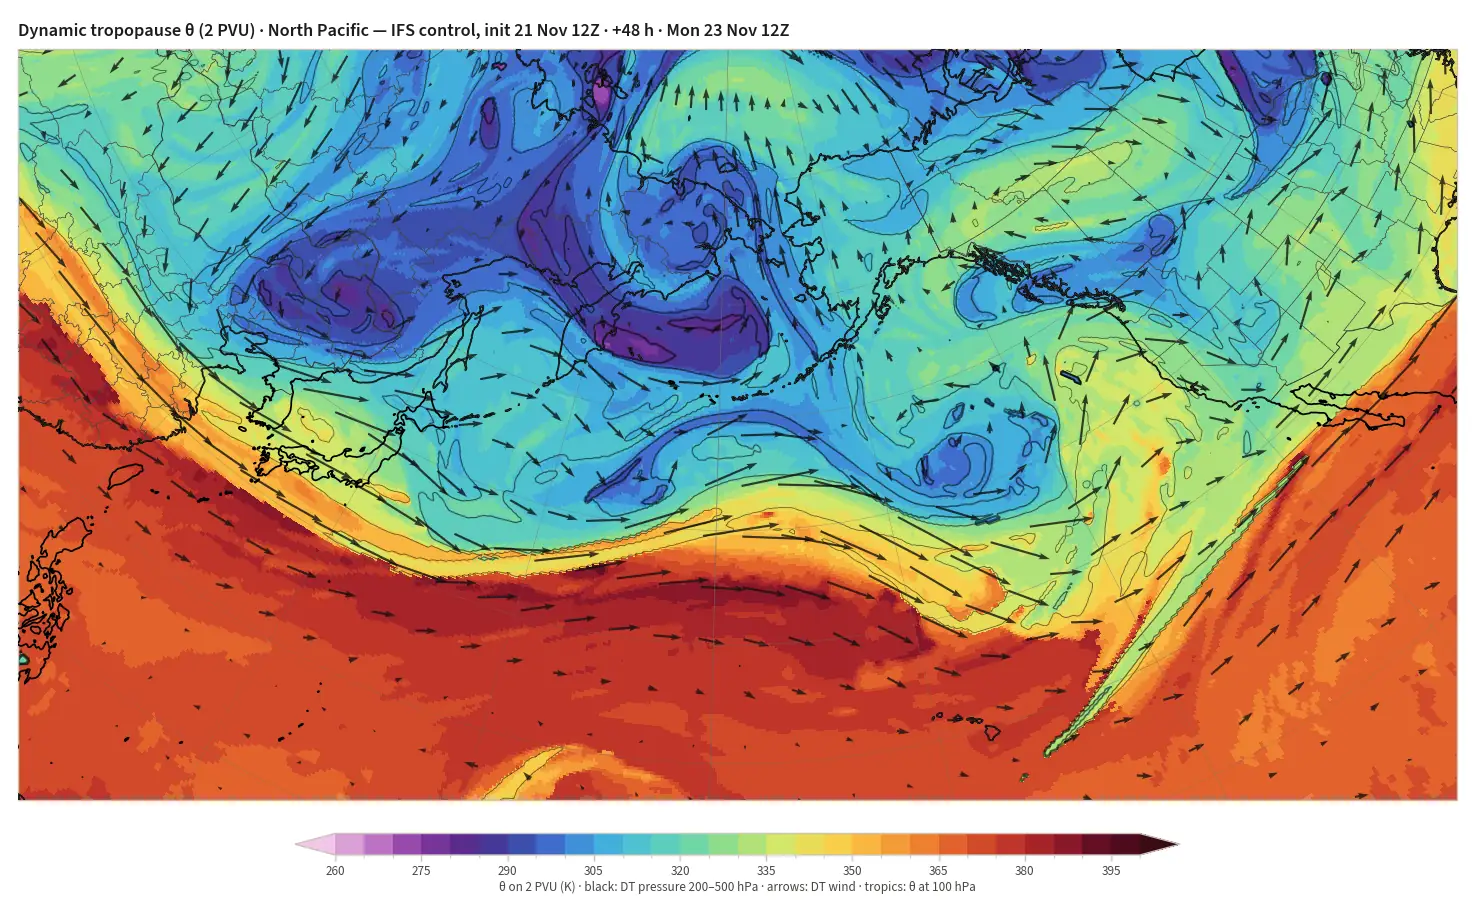 Dynamic tropopause θ (2 PVU) · North Pacific — IFS control, init 21 Nov 12Z · +48 h · Mon 23 Nov 12Z
260 275 290 305 320 335 350 365 380 395
θ on 2 PVU (K) · black: DT pressure 200–500 hPa · arrows: DT wind · tropics: θ at 100 hPa